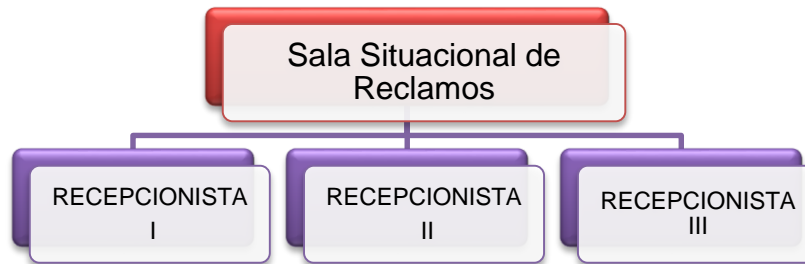 Sala Situacional de
Reclamos
RECEPCIONISTA
I
RECEPCIONISTA
II
RECEPCIONISTA
III